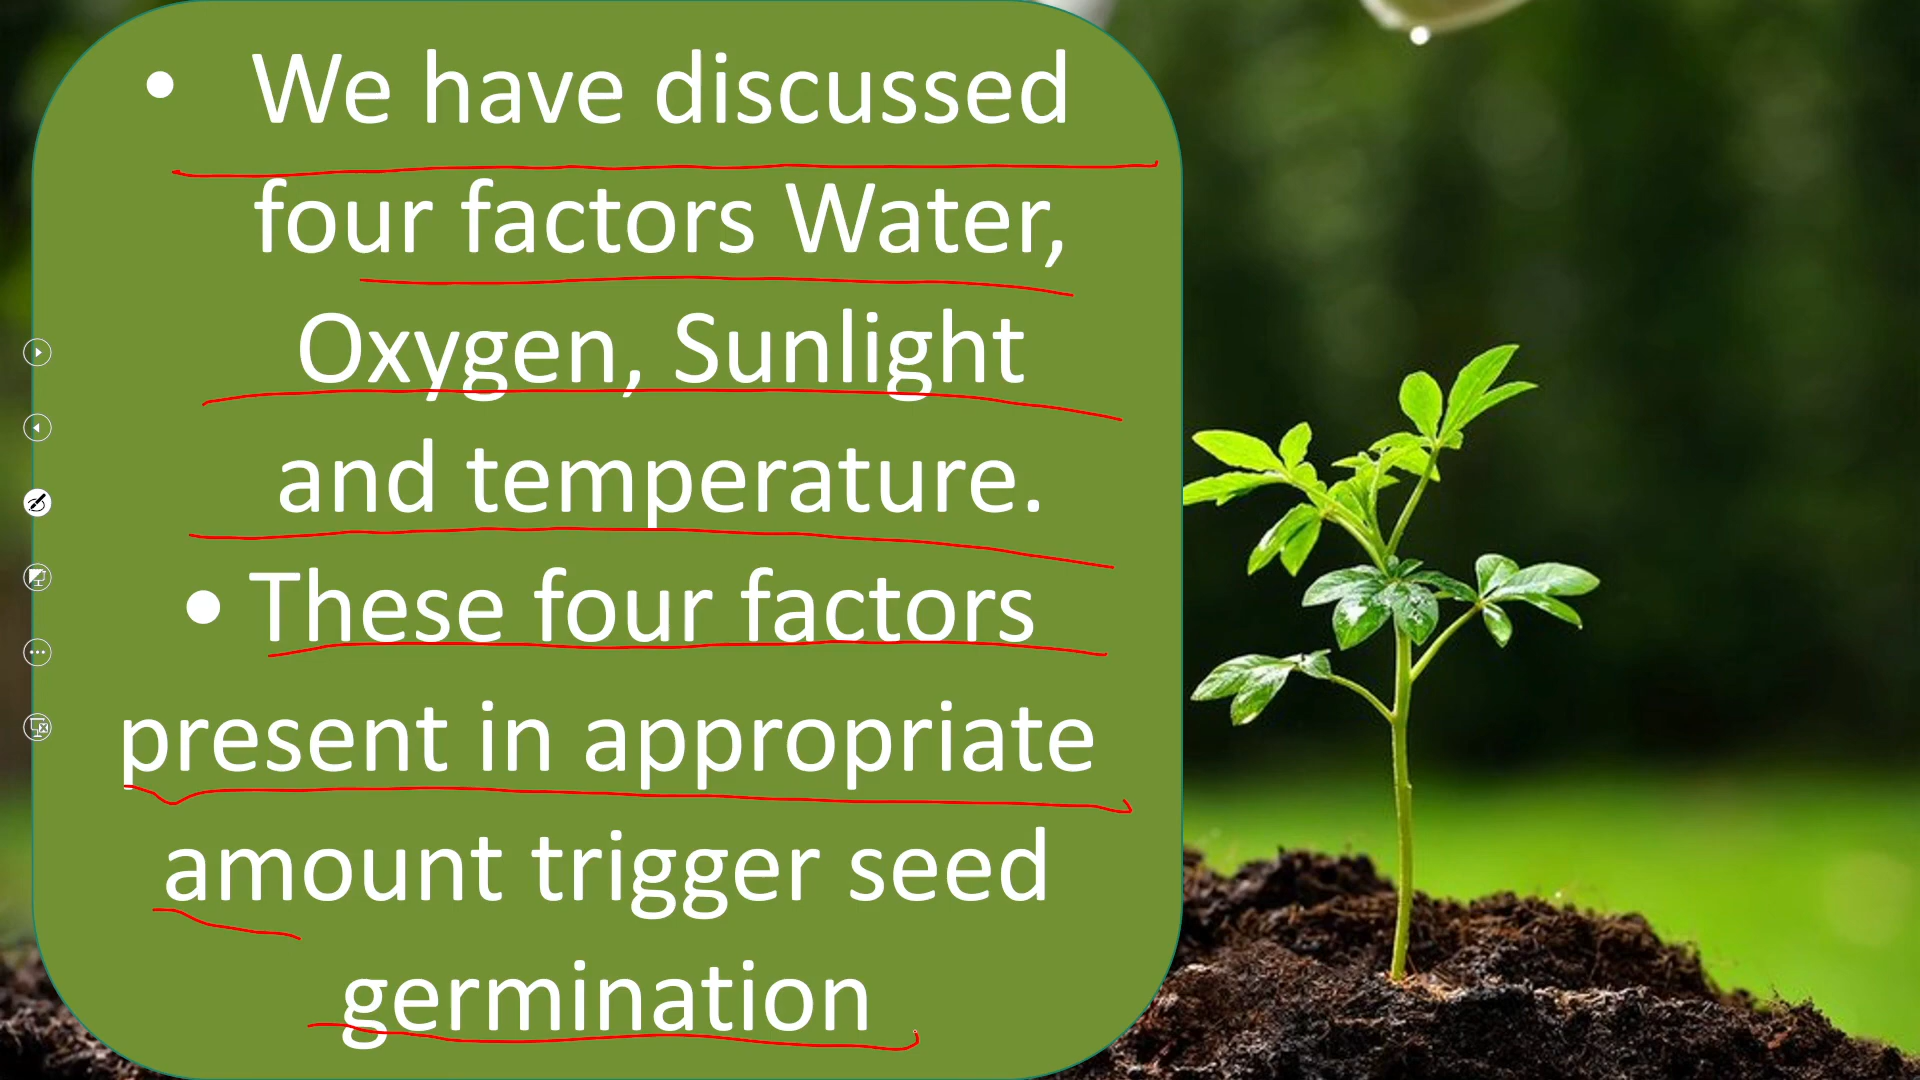 • We have discussed
four factors Water,
Oxygen, Sunlight
and temperature.
• These four factors
present in appropriate
amount trigger seed
germination